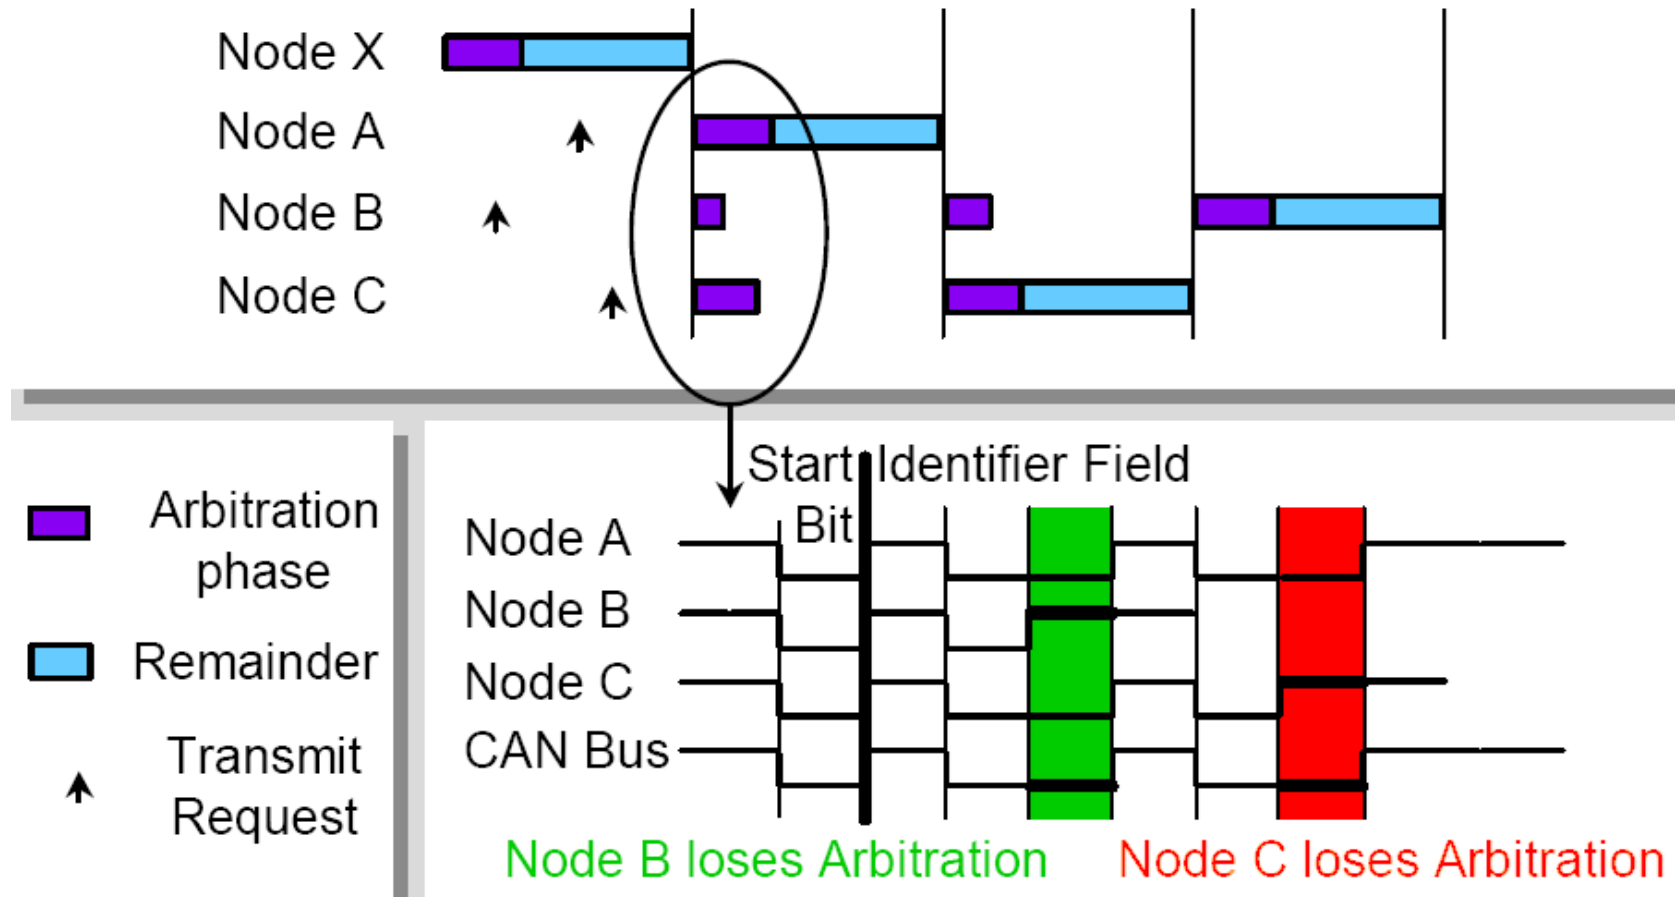 Node X
Node A
Node B
Node C
Arbitration
phase
Remainder
Transmit
Request
Start Identifier Field
Bit
Node A
Node B
Node C
CAN Bus
Node B loses Arbitration
Node C loses Arbitration